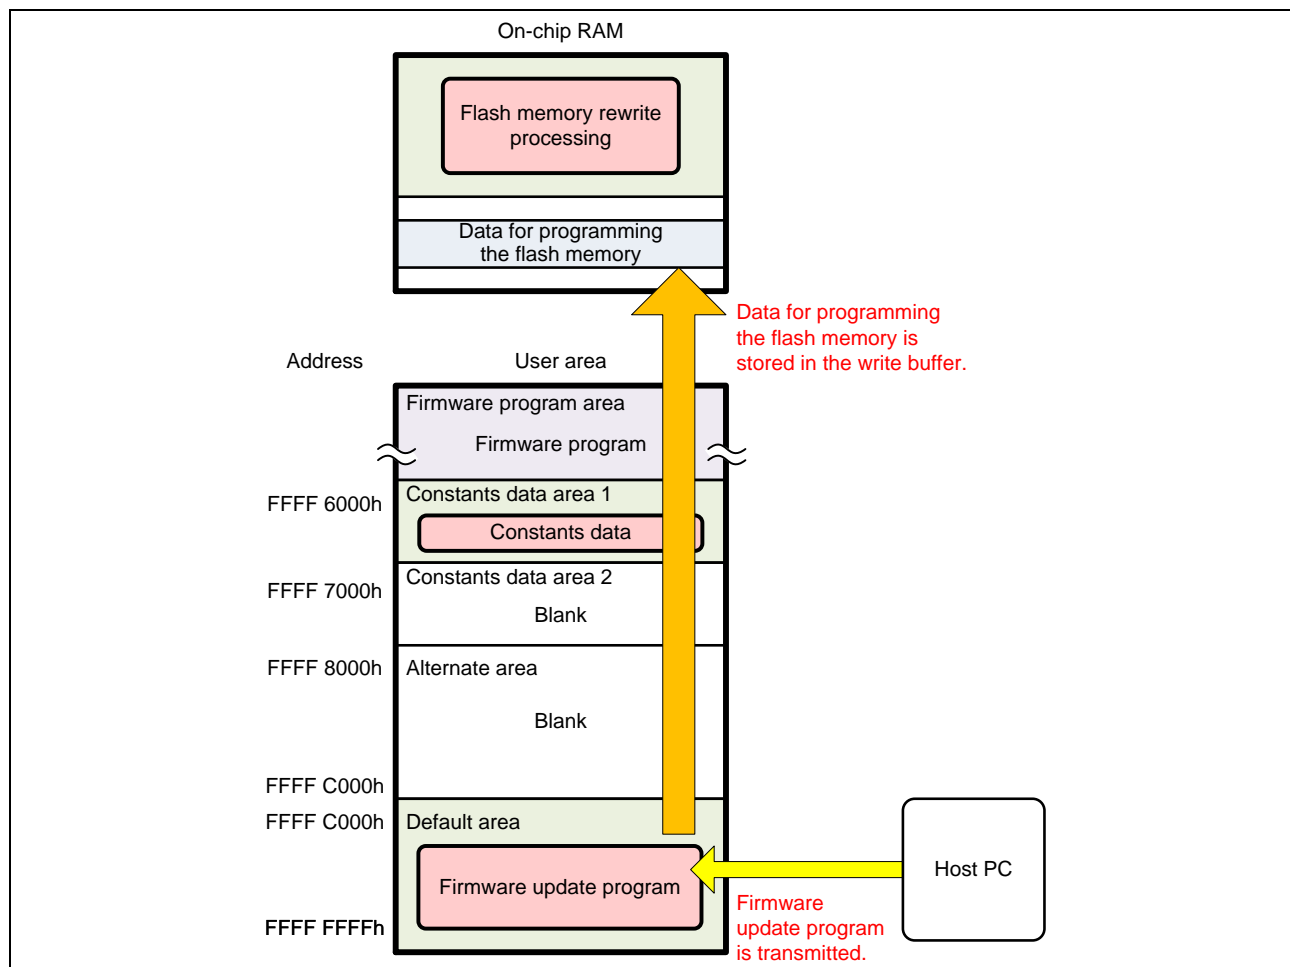 On-chip RAM
Flash memory rewrite
processing
Data for programming
the flash memory
Data for programming
the flash memory is
stored in the write buffer.
Address
User area
Firmware program area
Firmware program
FFFF 6000h
Constants data area 1
Constants data
FFFF 7000h
Constants data area 2
Blank
FFFF 8000h
Alternate area
Blank
FFFF C000h
FFFF C000h
Default area
Firmware update program
Host PC
FFFF FFFFh
Firmware
update program
is transmitted.